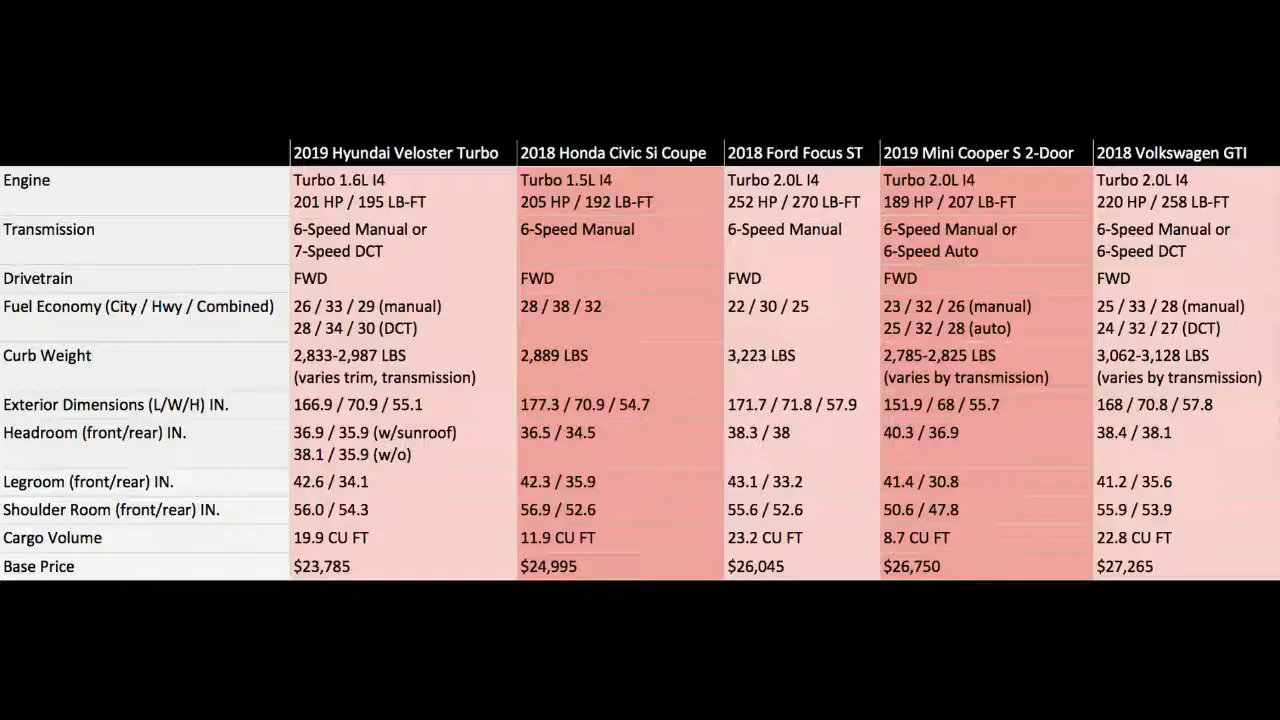 2019 Hyundai Veloster Turbo 2018 Honda Civic Si Coupe 2018 Ford Focus ST 2019 Mini Cooper S 2-Door 2018 Volkswagen GTI
Engine Turbo 1.6L I4 Turbo 1.5L I4 Turbo 2.0L I4 Turbo 2.0L I4 Turbo 2.0L I4
201 HP / 195 LB-FT 205 HP / 192 LB-FT 252 HP / 270 LB-FT 189 HP / 207 LB-FT 220 HP / 258 LB-FT
Transmission 6-Speed Manual or 6-Speed Manual 6-Speed Manual 6-Speed Manual or 6-Speed Manual or
7-Speed DCT 6-Speed Auto 6-Speed DCT
Drivetrain FWD FWD FWD FWD FWD
Fuel Economy (City / Hwy / Combined) 26 / 33 / 29 (manual) 28 / 38 / 32 22 / 30 / 25 23 / 32 / 26 (manual) 25 / 33 / 28 (manual)
28 / 34 / 30 (DCT) 25 / 32 / 28 (auto) 24 / 32 / 27 (DCT)
Curb Weight 2,833-2,987 LBS 2,889 LBS 3,223 LBS 2,785-2,825 LBS 3,062-3,128 LBS
(varies trim, transmission) (varies by transmission) (varies by transmission)
Exterior Dimensions (L/W/H) IN. 166.9 / 70.9 / 55.1 177.3 / 70.9 / 54.7 171.7 / 71.8 / 57.9 151.9 / 68 / 55.7 168 / 70.8 / 57.8
Headroom (front/rear) IN. 36.9 / 35.9 (w/sunroof) 36.5 / 34.5 38.3 / 38 40.3 / 36.9 38.4 / 38.1
38.1 / 35.9 (w/o)
Legroom (front/rear) IN. 42.6 / 34.1 42.3 / 35.9 43.1 / 33.2 41.4 / 30.8 41.2 / 35.6
Shoulder Room (front/rear) IN. 56.0 / 54.3 56.9 / 52.6 55.6 / 52.6 50.6 / 47.8 55.9 / 53.9
Cargo Volume 19.9 CU FT 11.9 CU FT 23.2 CU FT 8.7 CU FT 22.8 CU FT
Base Price $23,785 $24,995 $26,045 $26,750 $27,265